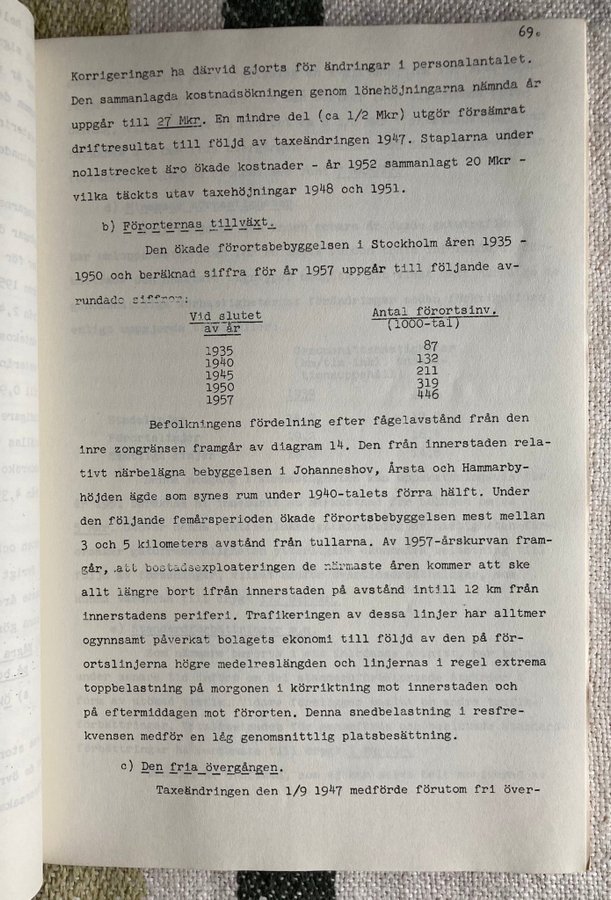 69.
Korrigeringar ha därvid gjorts för ändringar i personalantalet.
Den sammanlagda kostnadsökningen genom lönehöjningarna nämnda år
uppgår till 27 Mkr. En mindre del (ca 1/2 Mkr) utgör försämrat
driftresultat till följd av taxeändringen 1947. Staplarna under
nollstrecket äro ökade kostnader - år 1952 sammanlagt 20 Mkr -
vilka täckts utav taxehöjningar 1948 och 1951.
b) Förorternas tillväxt.
Den ökade förortsbebyggelsen i Stockholm åren 1935 -
1950 och beräknad siffra för år 1957 uppgår till följande av-
rundade siffror:
Vid slutet Antal förortsinv.
av år (1000-tal)
1935 87
1940 132
1945 211
1950 319
1957 446
Befolkningens fördelning efter fågelavstånd från den
inre zongränsen framgår av diagram 14. Den från innerstaden rela-
tivt närbelägna bebyggelsen i Johanneshov, Årsta och Hammarby-
höjden ägde som synes rum under 1940-talets förra hälft. Under
den följande femårsperioden ökade förortsbebyggelsen mest mellan
3 och 5 kilometers avstånd från tullarna. Av 1957-årskurvan fram-
går, att bostadsexploateringen de närmaste åren kommer att ske
allt längre bort ifrån innerstaden på avstånd intill 12 km från
innerstadens periferi. Trafikeringen av dessa linjer har alltmer
ogynnsamt påverkat bolagets ekonomi till följd av den på för-
ortslinjerna högre medelreslängden och linjernas i regel extrema
toppbelastning på morgonen i körriktning mot innerstaden och
på eftermiddagen mot förorten. Denna snedbelastning i resfre-
kvensen medför en låg genomsnittlig platsbesättning.
c) Den fria övergången.
Taxeändringen den 1/9 1947 medförde förutom fri över-